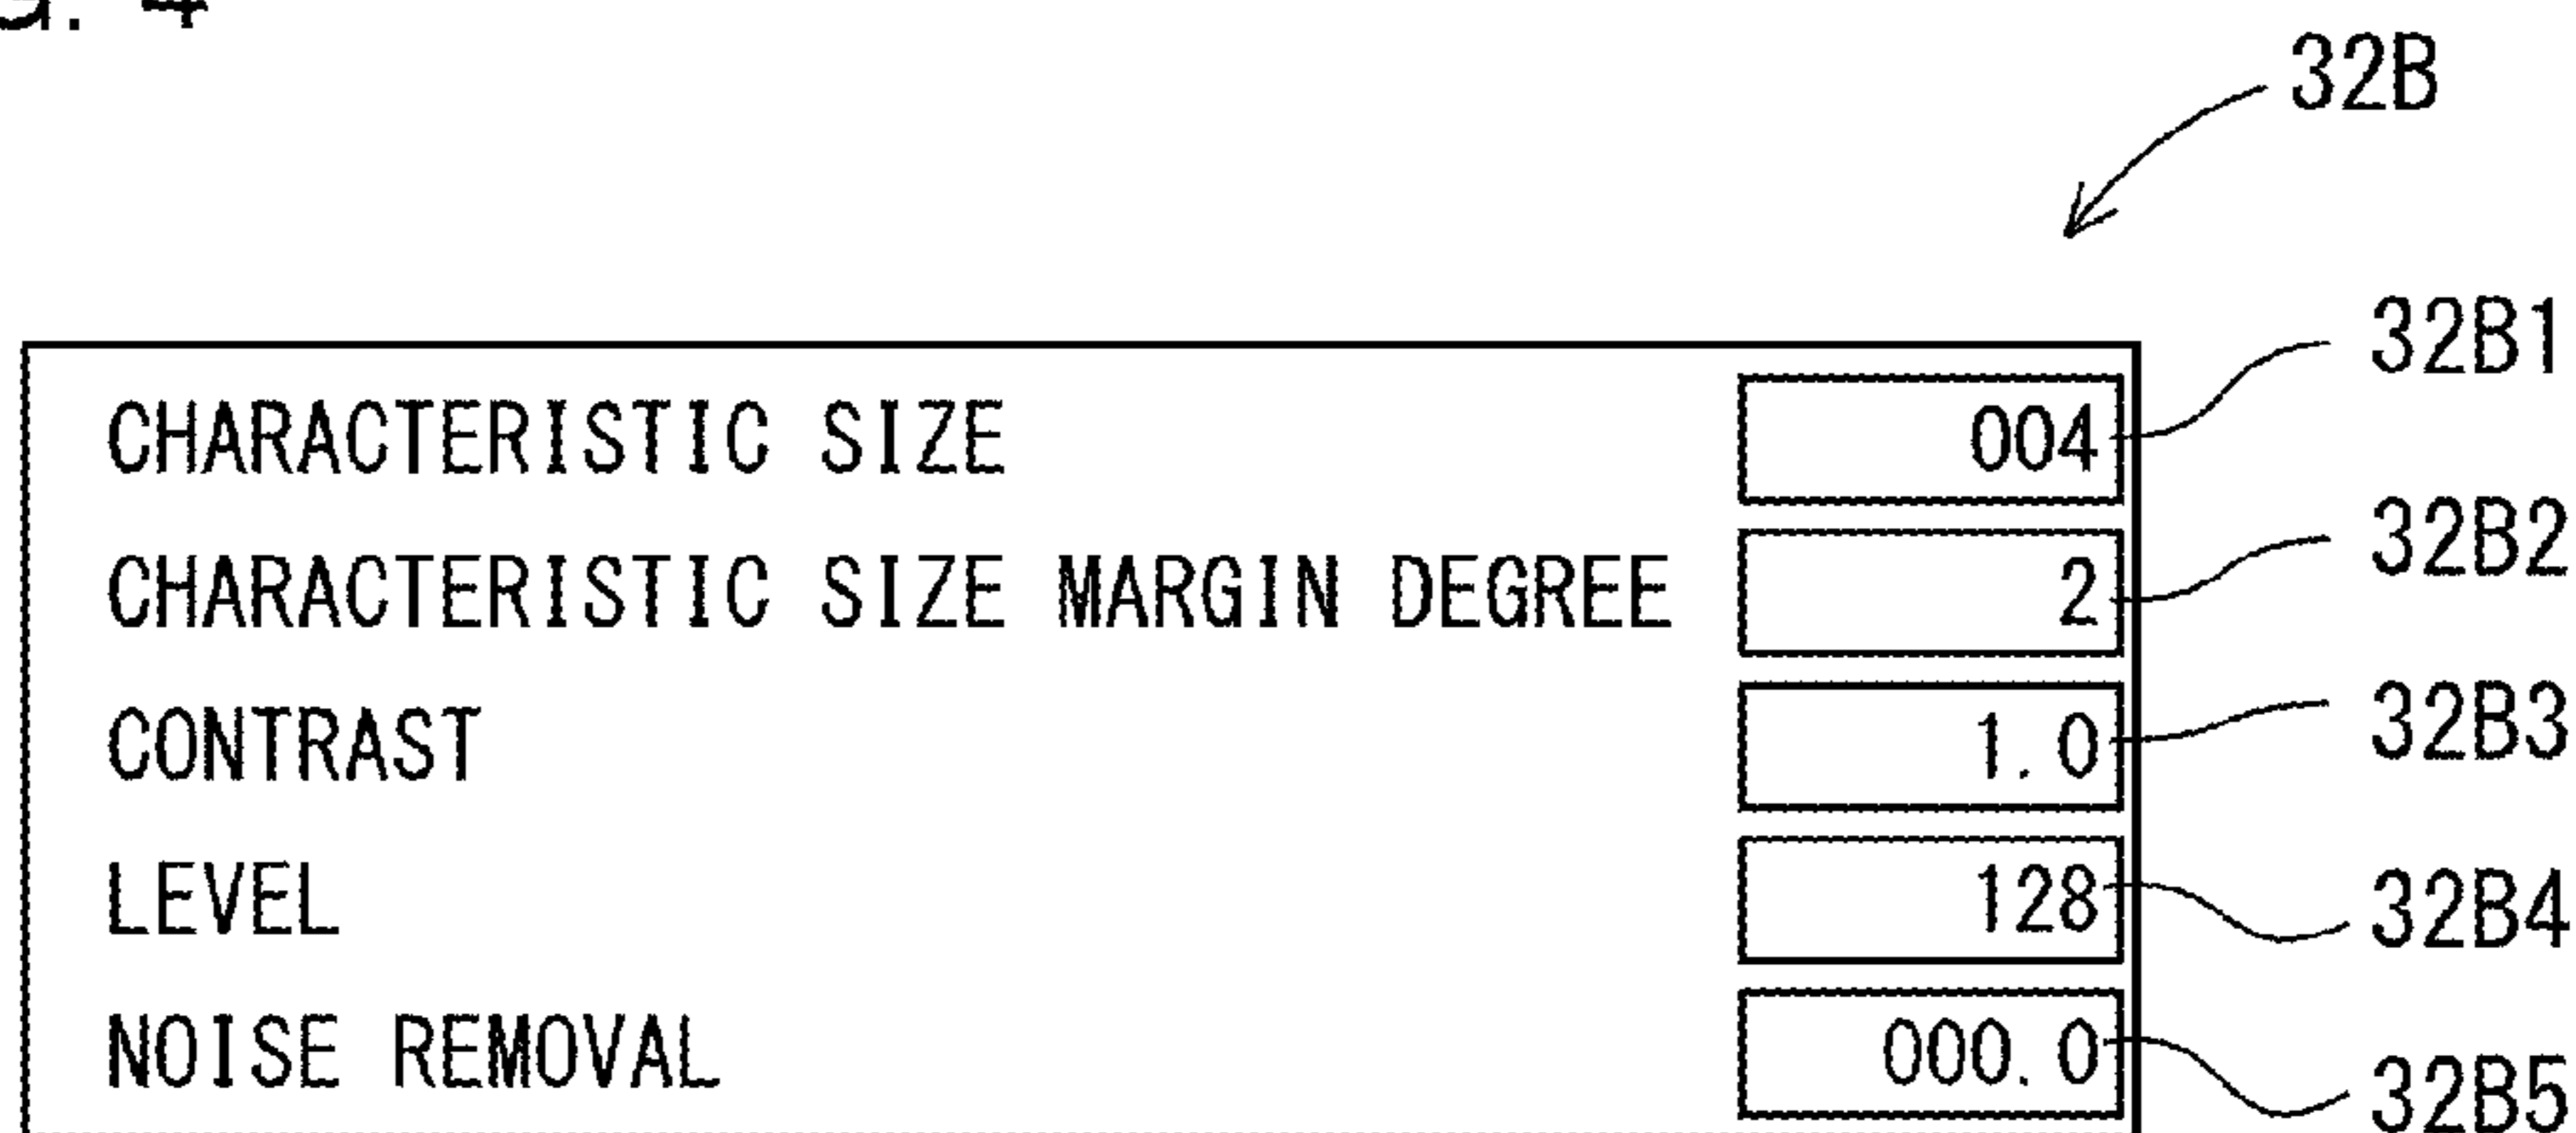 G. 4
32B
CHARACTERISTIC SIZE 004 32B1
CHARACTERISTIC SIZE MARGIN DEGREE 2 32B2
CONTRAST 1.0 32B3
LEVEL 128 32B4
NOISE REMOVAL 000.0 32B5